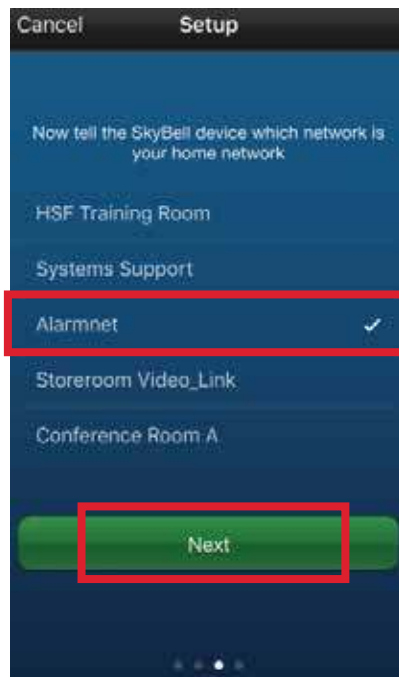 Cancel Setup
Now tell the SkyBell device which network is
your home network
HSF Training Room
Systems Support
Alarmnet
Storeroom Video_Link
Conference Room A
Next